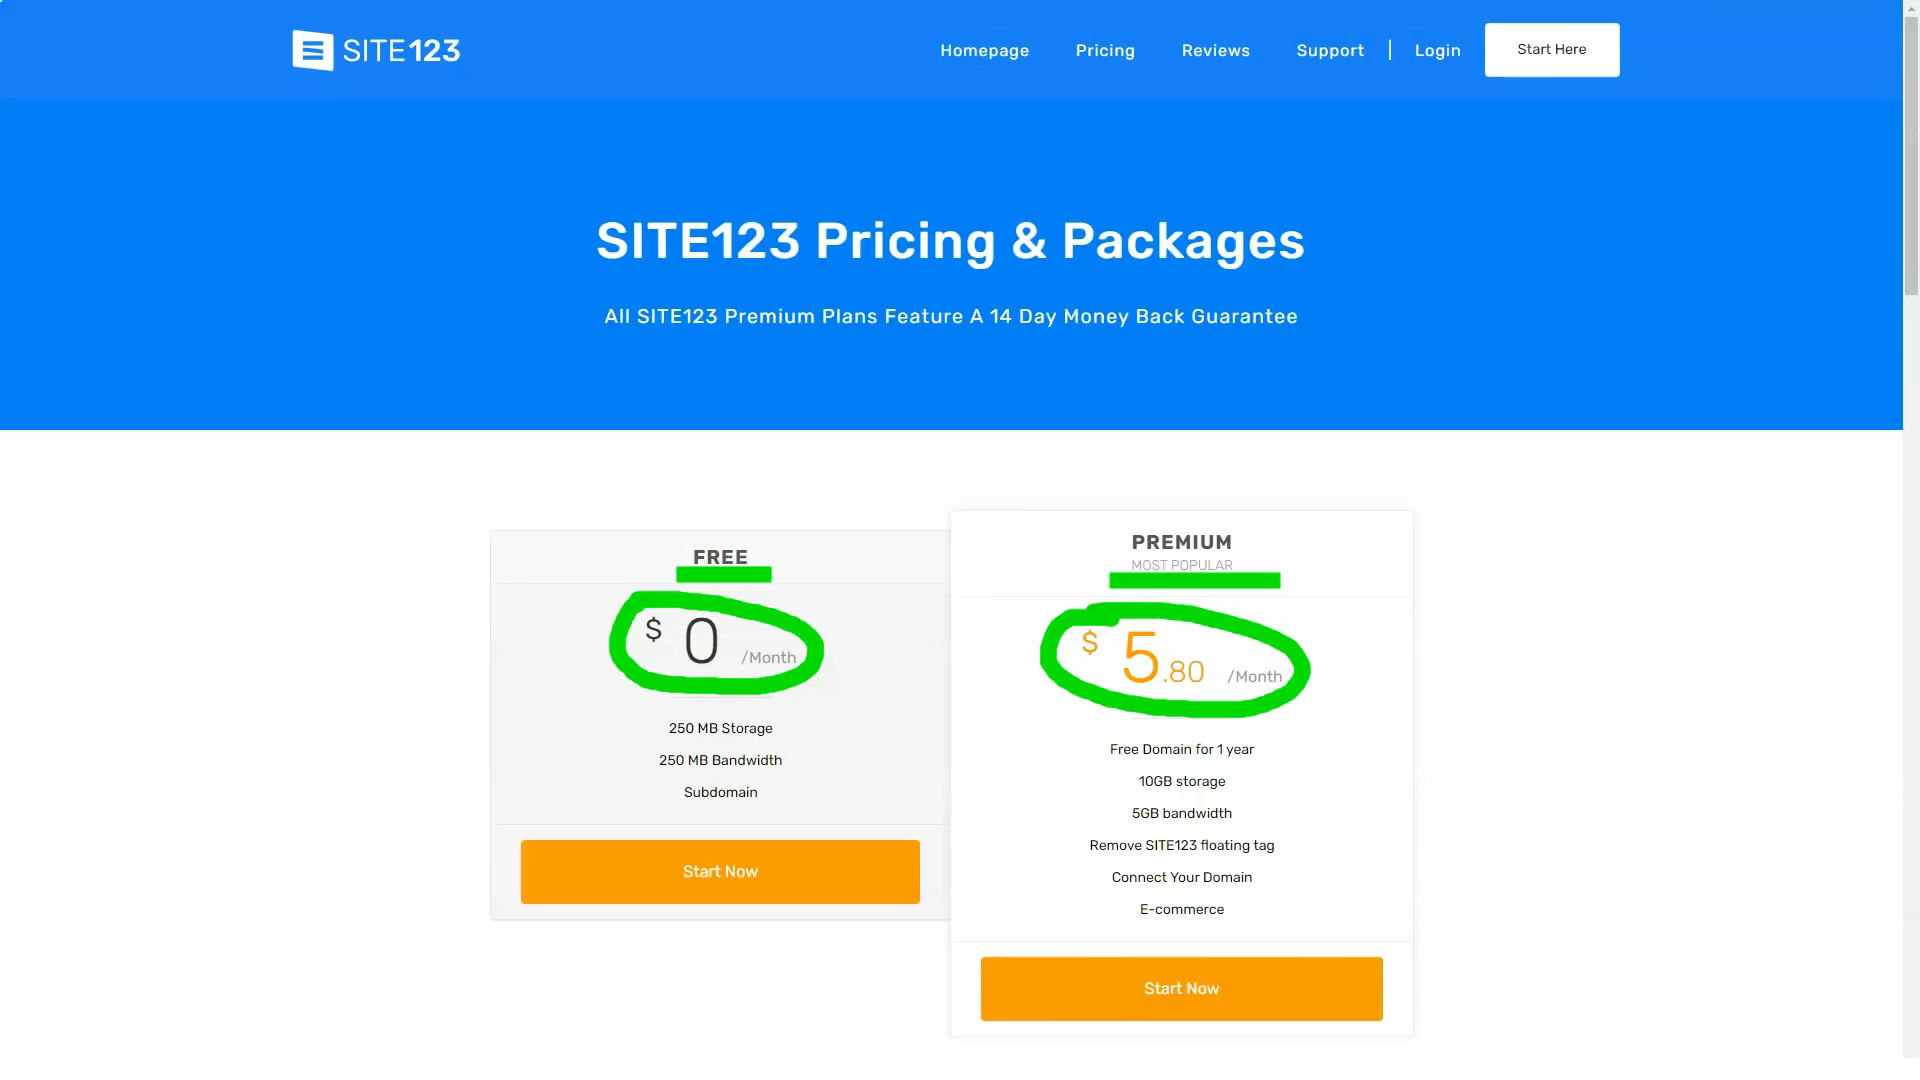 SITE123
Homepage Pricing Reviews Support | Login Start Here
SITE123 Pricing & Packages
All SITE123 Premium Plans Feature A 14 Day Money Back Guarantee
FREE
$ 0 /Month
250 MB Storage
250 MB Bandwidth
Subdomain
Start Now
PREMIUM
MOST POPULAR
$ 5.80 /Month
Free Domain for 1 year
10GB storage
5GB bandwidth
Remove SITE123 floating tag
Connect Your Domain
E-commerce
Start Now